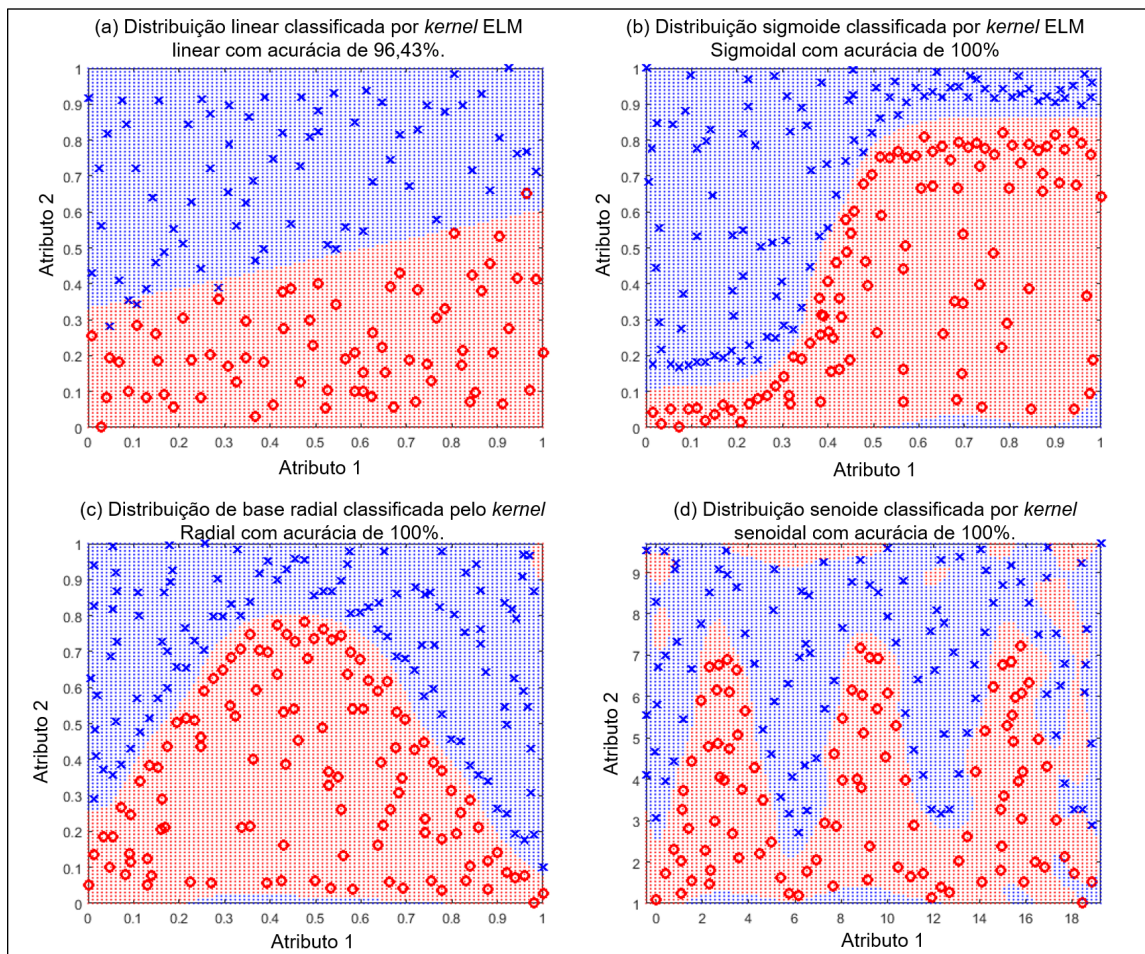 (a) Distribuição linear classificada por kernel ELM
linear com acurácia de 96,43%.
1
0.9
0.8
0.7
0.6
0.5
0.4
0.3
0.2
0.1
0
Atributo 2
0 0.1 0.2 0.3 0.4 0.5 0.6 0.7 0.8 0.9 1
Atributo 1
(b) Distribuição sigmoide classificada por kernel ELM
Sigmoidal com acurácia de 100%
1
0.9
0.8
0.7
0.6
0.5
0.4
0.3
0.2
0.1
0
Atributo 2
0 0.1 0.2 0.3 0.4 0.5 0.6 0.7 0.8 0.9 1
Atributo 1
(c) Distribuição de base radial classificada pelo kernel
Radial com acurácia de 100%.
1
0.9
0.8
0.7
0.6
0.5
0.4
0.3
0.2
0.1
0
Atributo 2
0 0.1 0.2 0.3 0.4 0.5 0.6 0.7 0.8 0.9 1
Atributo 1
(d) Distribuição senoide classificada por kernel
senoidal com acurácia de 100%.
9
8
7
6
5
4
3
2
1
Atributo 2
0 2 4 6 8 10 12 14 16 18
Atributo 1